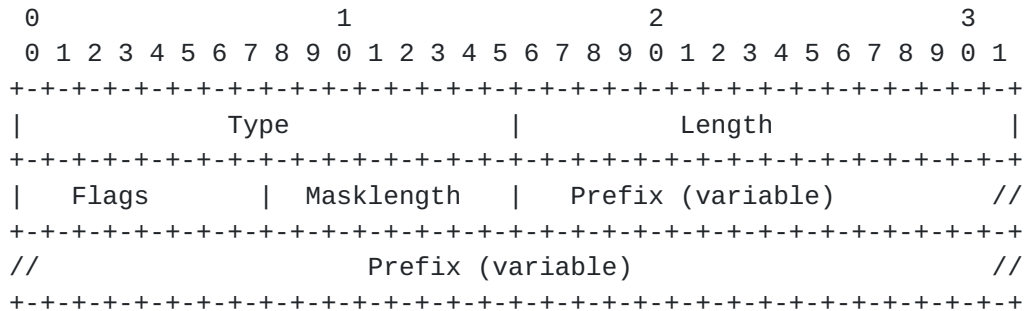 0                   1                   2                   3
 0 1 2 3 4 5 6 7 8 9 0 1 2 3 4 5 6 7 8 9 0 1 2 3 4 5 6 7 8 9 0 1
+-+-+-+-+-+-+-+-+-+-+-+-+-+-+-+-+-+-+-+-+-+-+-+-+-+-+-+-+-+-+-+-+
|             Type              |          Length               |
+-+-+-+-+-+-+-+-+-+-+-+-+-+-+-+-+-+-+-+-+-+-+-+-+-+-+-+-+-+-+-+-+
|   Flags       |  Masklength   |   Prefix (variable)          //
+-+-+-+-+-+-+-+-+-+-+-+-+-+-+-+-+-+-+-+-+-+-+-+-+-+-+-+-+-+-+-+-+
//                     Prefix (variable)                       //
+-+-+-+-+-+-+-+-+-+-+-+-+-+-+-+-+-+-+-+-+-+-+-+-+-+-+-+-+-+-+-+-+